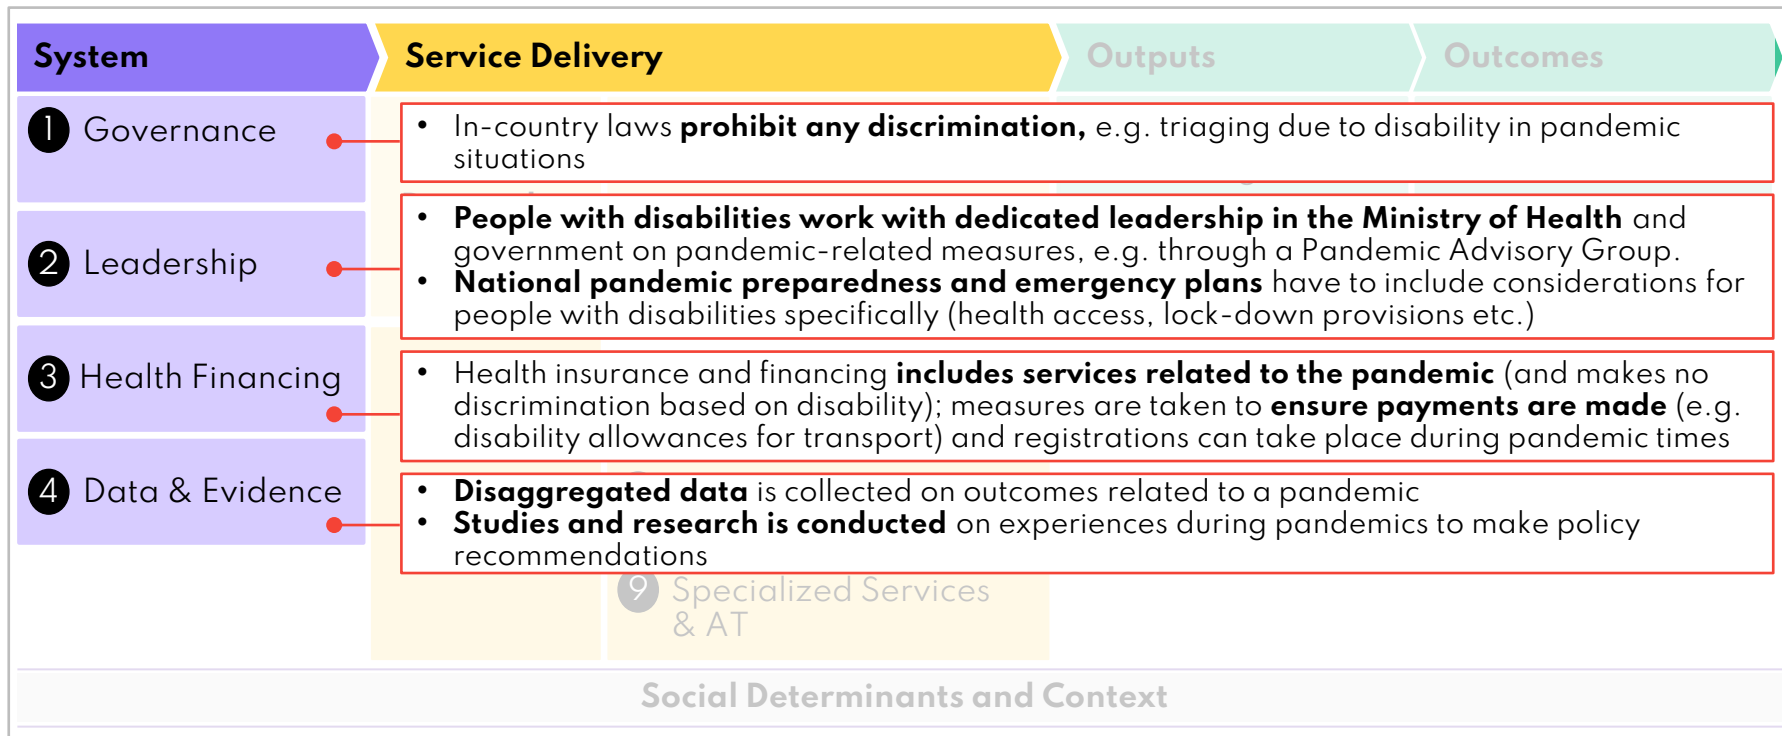 System
Service Delivery
Outputs
Outcomes
1 Governance
• In-country laws prohibit any discrimination, e.g. triaging due to disability in pandemic
situations
2 Leadership
• People with disabilities work with dedicated leadership in the Ministry of Health and
government on pandemic-related measures, e.g. through a Pandemic Advisory Group.
• National pandemic preparedness and emergency plans have to include considerations for
people with disabilities specifically (health access, lock-down provisions etc.)
3 Health Financing
• Health insurance and financing includes services related to the pandemic (and makes no
discrimination based on disability); measures are taken to ensure payments are made (e.g.
disability allowances for transport) and registrations can take place during pandemic times
4 Data & Evidence
• Disaggregated data is collected on outcomes related to a pandemic
• Studies and research is conducted on experiences during pandemics to make policy
recommendations
9 Specialized Services
& AT
Social Determinants and Context